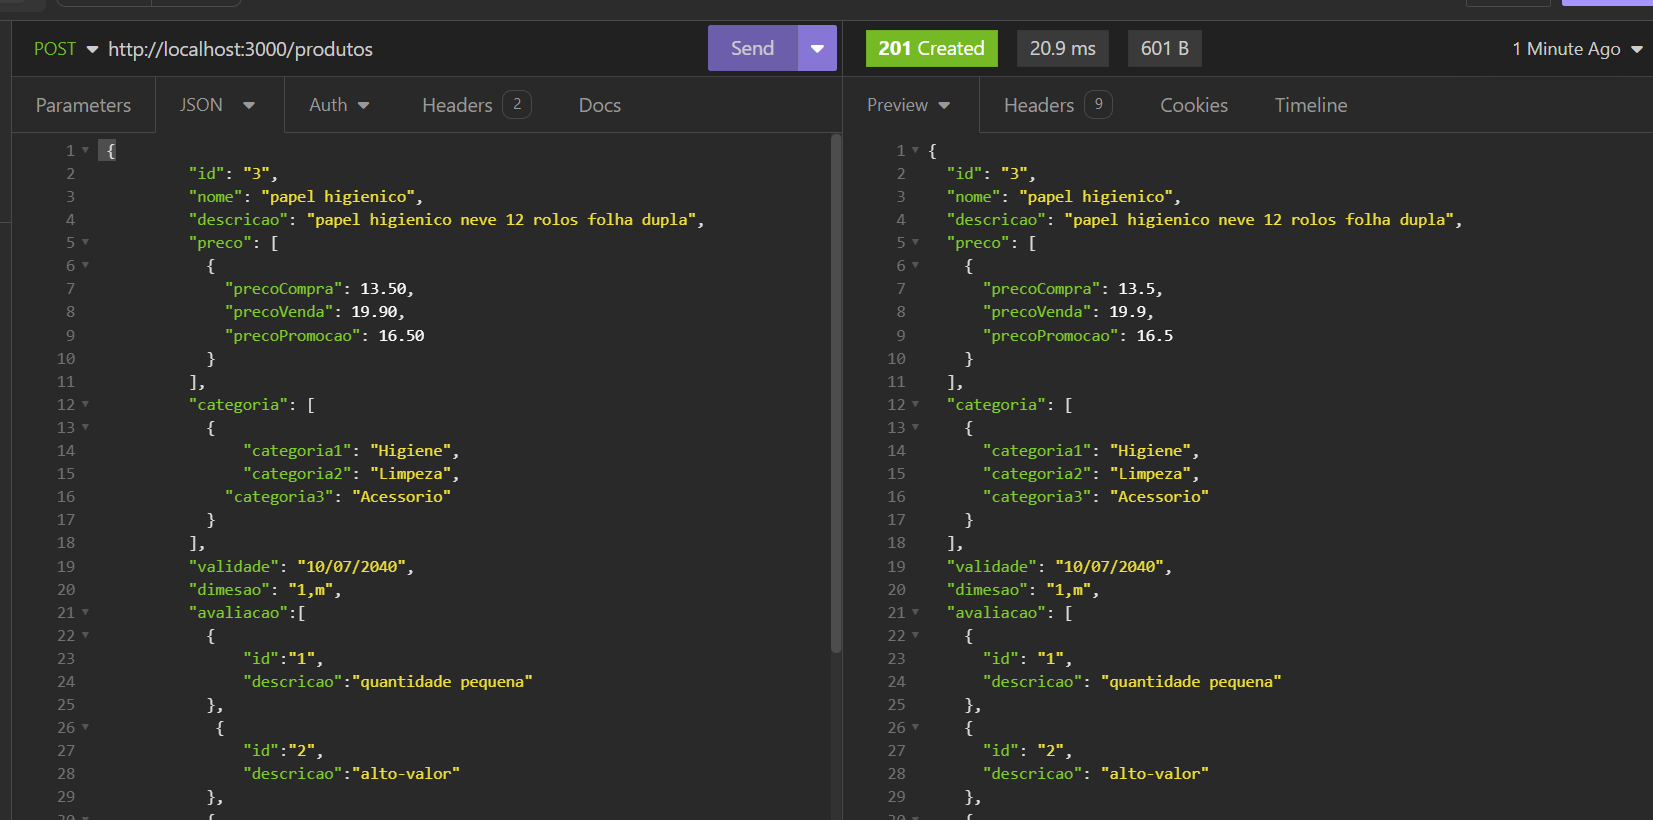 POST http://localhost:3000/produtos Send
Parameters JSON Auth Headers 2 Docs
1 {
2 "id": "3",
3 "nome": "papel higienico",
4 "descricao": "papel higienico neve 12 rolos folha dupla",
5 "preco": [
6 {
7 "precoCompra": 13.50,
8 "precoVenda": 19.90,
9 "precoPromocao": 16.50
10 }
11 ],
12 "categoria": [
13 {
14 "categoria1": "Higiene",
15 "categoria2": "Limpeza",
16 "categoria3": "Acessorio"
17 }
18 ],
19 "validade": "10/07/2040",
20 "dimesao": "1,m",
21 "avaliacao":[
22 {
23 "id":"1",
24 "descricao":"quantidade pequena"
25 },
26 {
27 "id":"2",
28 "descricao":"alto-valor"
29 },
30 {
201 Created 20.9 ms 601 B 1 Minute Ago
Preview Headers 9 Cookies Timeline
1 {
2 "id": "3",
3 "nome": "papel higienico",
4 "descricao": "papel higienico neve 12 rolos folha dupla",
5 "preco": [
6 {
7 "precoCompra": 13.5,
8 "precoVenda": 19.9,
9 "precoPromocao": 16.5
10 }
11 ],
12 "categoria": [
13 {
14 "categoria1": "Higiene",
15 "categoria2": "Limpeza",
16 "categoria3": "Acessorio"
17 }
18 ],
19 "validade": "10/07/2040",
20 "dimesao": "1,m",
21 "avaliacao": [
22 {
23 "id": "1",
24 "descricao": "quantidade pequena"
25 },
26 {
27 "id": "2",
28 "descricao": "alto-valor"
29 },
30 {